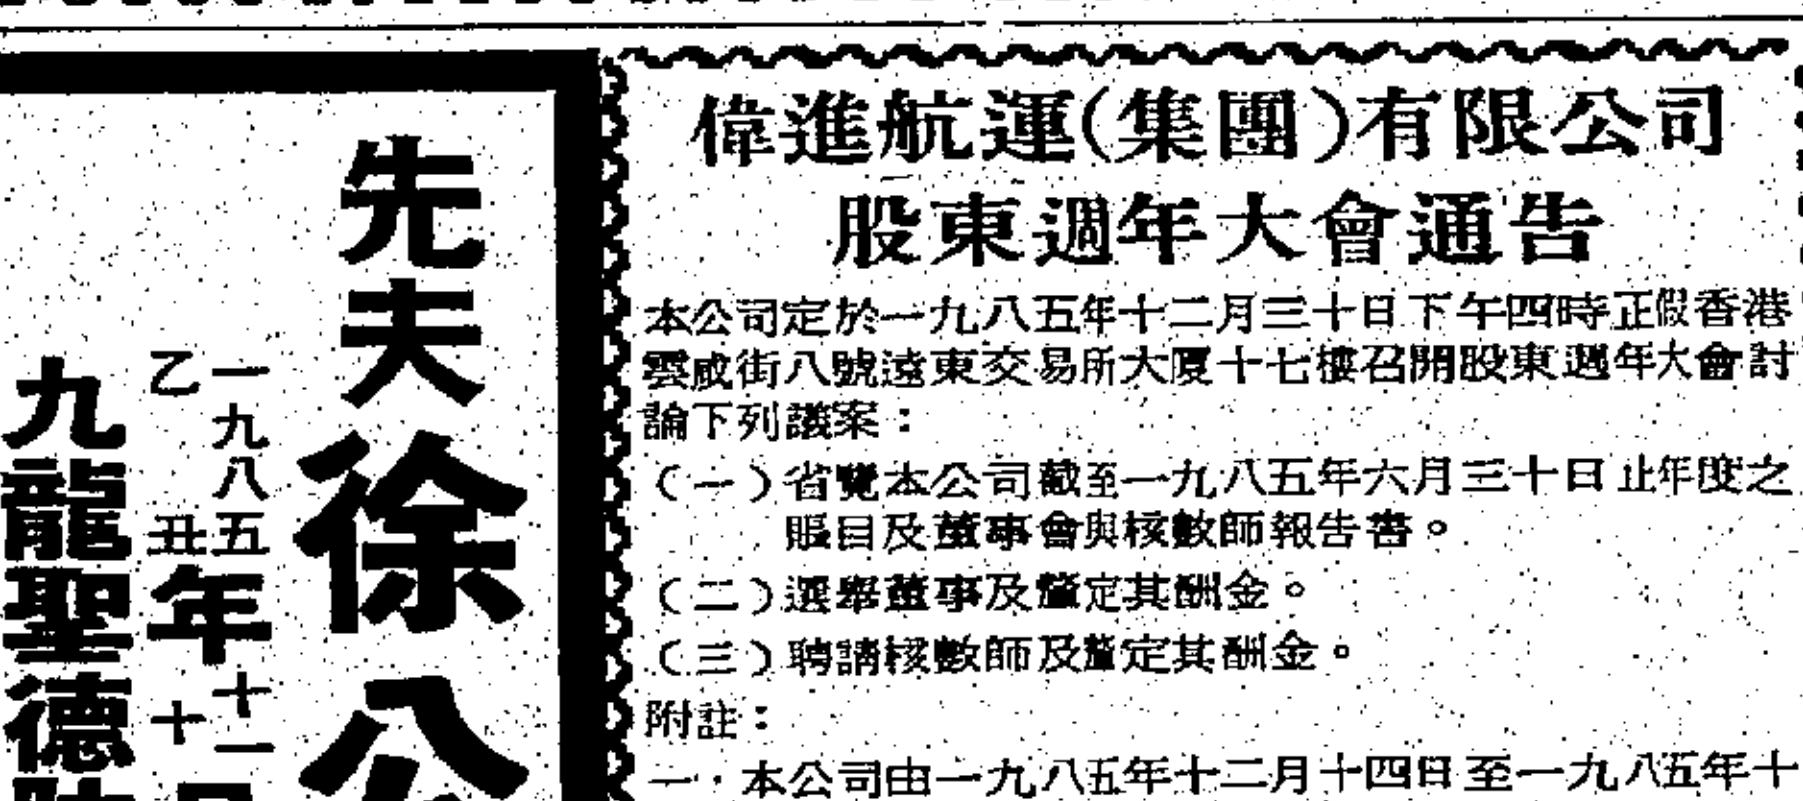 偉進航運(集團)有限公司
股東週年大會通告
本公司定於一九八五年十二月三十日下午四時正假香港
雲咸街八號遠東交易所大厦十七樓召開股東週年大會討
論下列議案：
(一)省覽本公司截至一九八五年六月三十日止年度之
賬目及董事會與核數師報告書。
(二)選舉董事及釐定其酬金。
(三)聘請核數師及釐定其酬金。
附註：
一．本公司由一九八五年十二月十四日至一九八五年十
先夫徐公
一九八五年十一月
乙丑年十
九龍聖德